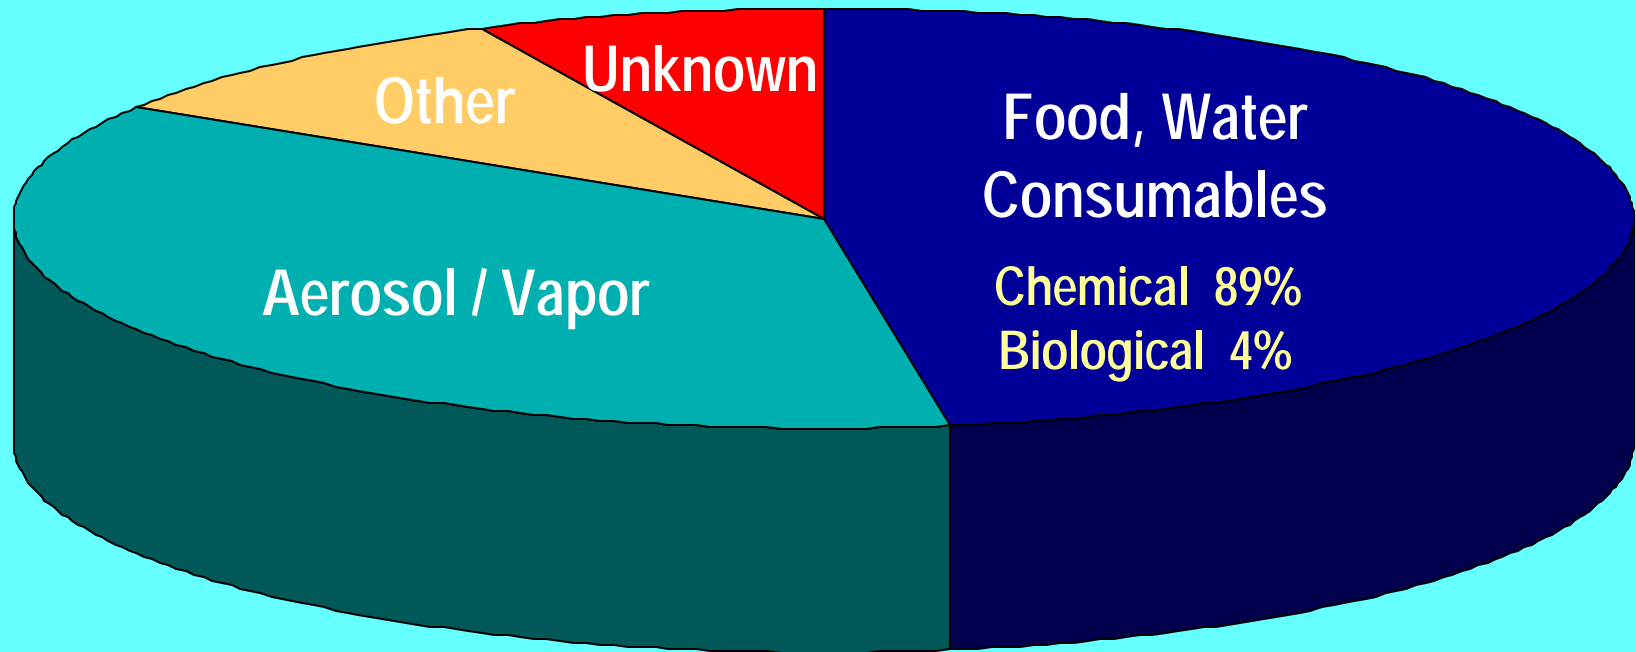 Unknown
Other
Food, Water
Consumables
Aerosol / Vapor
Chemical 89%
Biological 4%